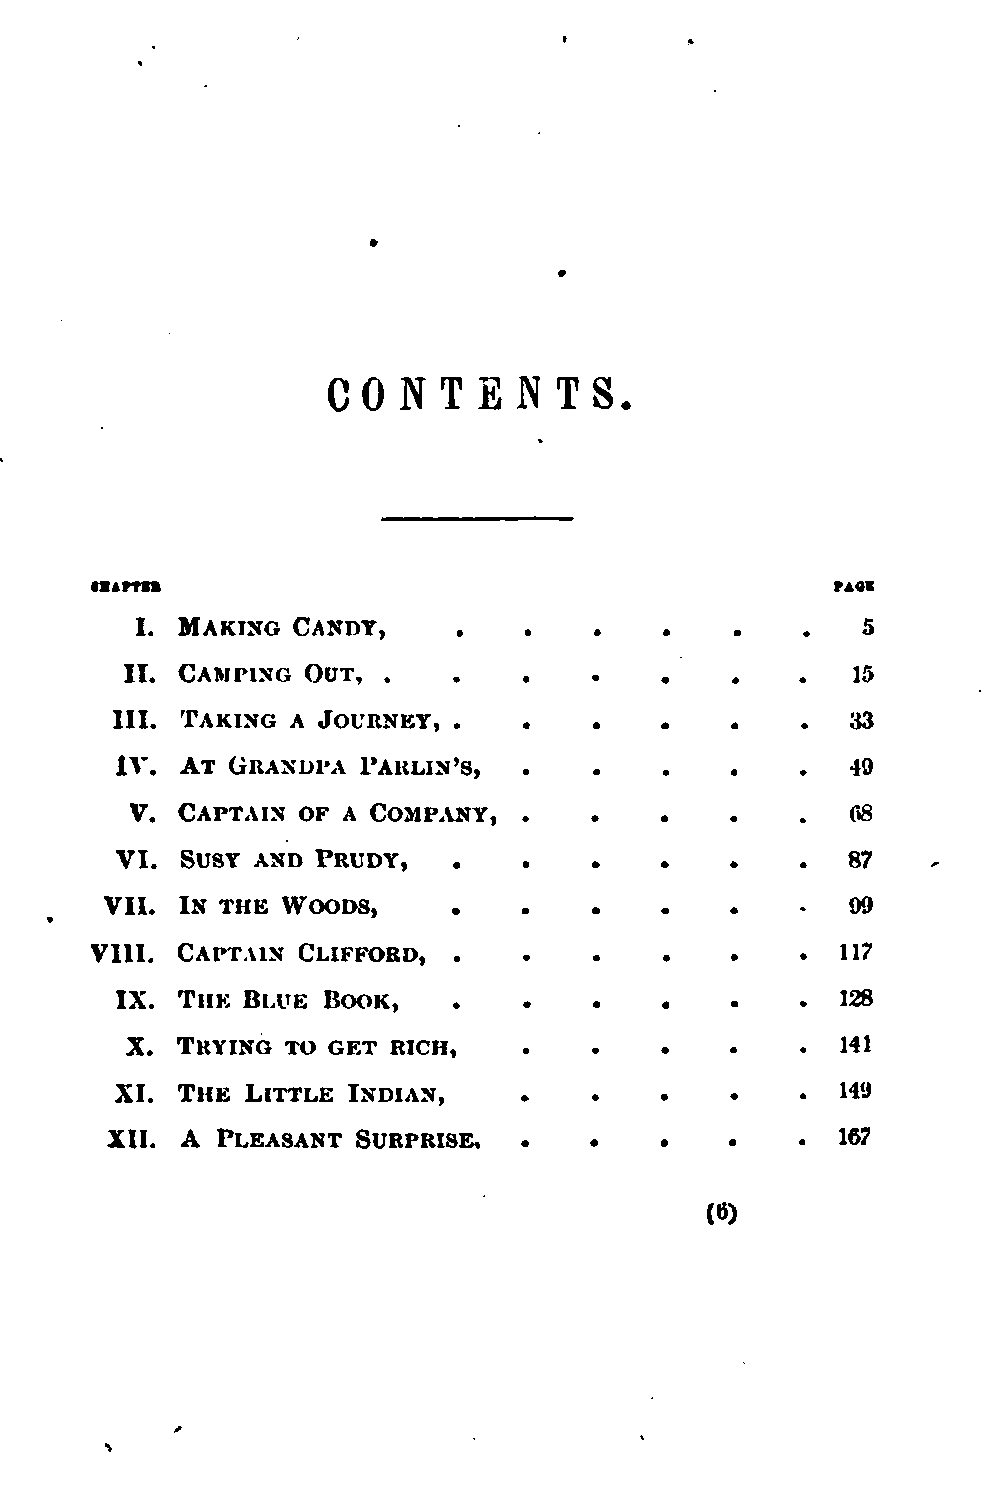 CONTENTS.
CHAPTER PAGE
I. MAKING CANDY, . . . . . . 5
II. CAMPING OUT, . . . . . . . 15
III. TAKING A JOURNEY, . . . . . . 33
IV. AT GRANDPA PARLIN'S, . . . . . 49
V. CAPTAIN OF A COMPANY, . . . . . 68
VI. SUSY AND PRUDY, . . . . . . 87
VII. IN THE WOODS, . . . . . . 99
VIII. CAPTAIN CLIFFORD, . . . . . . 117
IX. THE BLUE BOOK, . . . . . . 128
X. TRYING TO GET RICH, . . . . . 141
XI. THE LITTLE INDIAN, . . . . . 149
XII. A PLEASANT SURPRISE, . . . . . 167
(6)